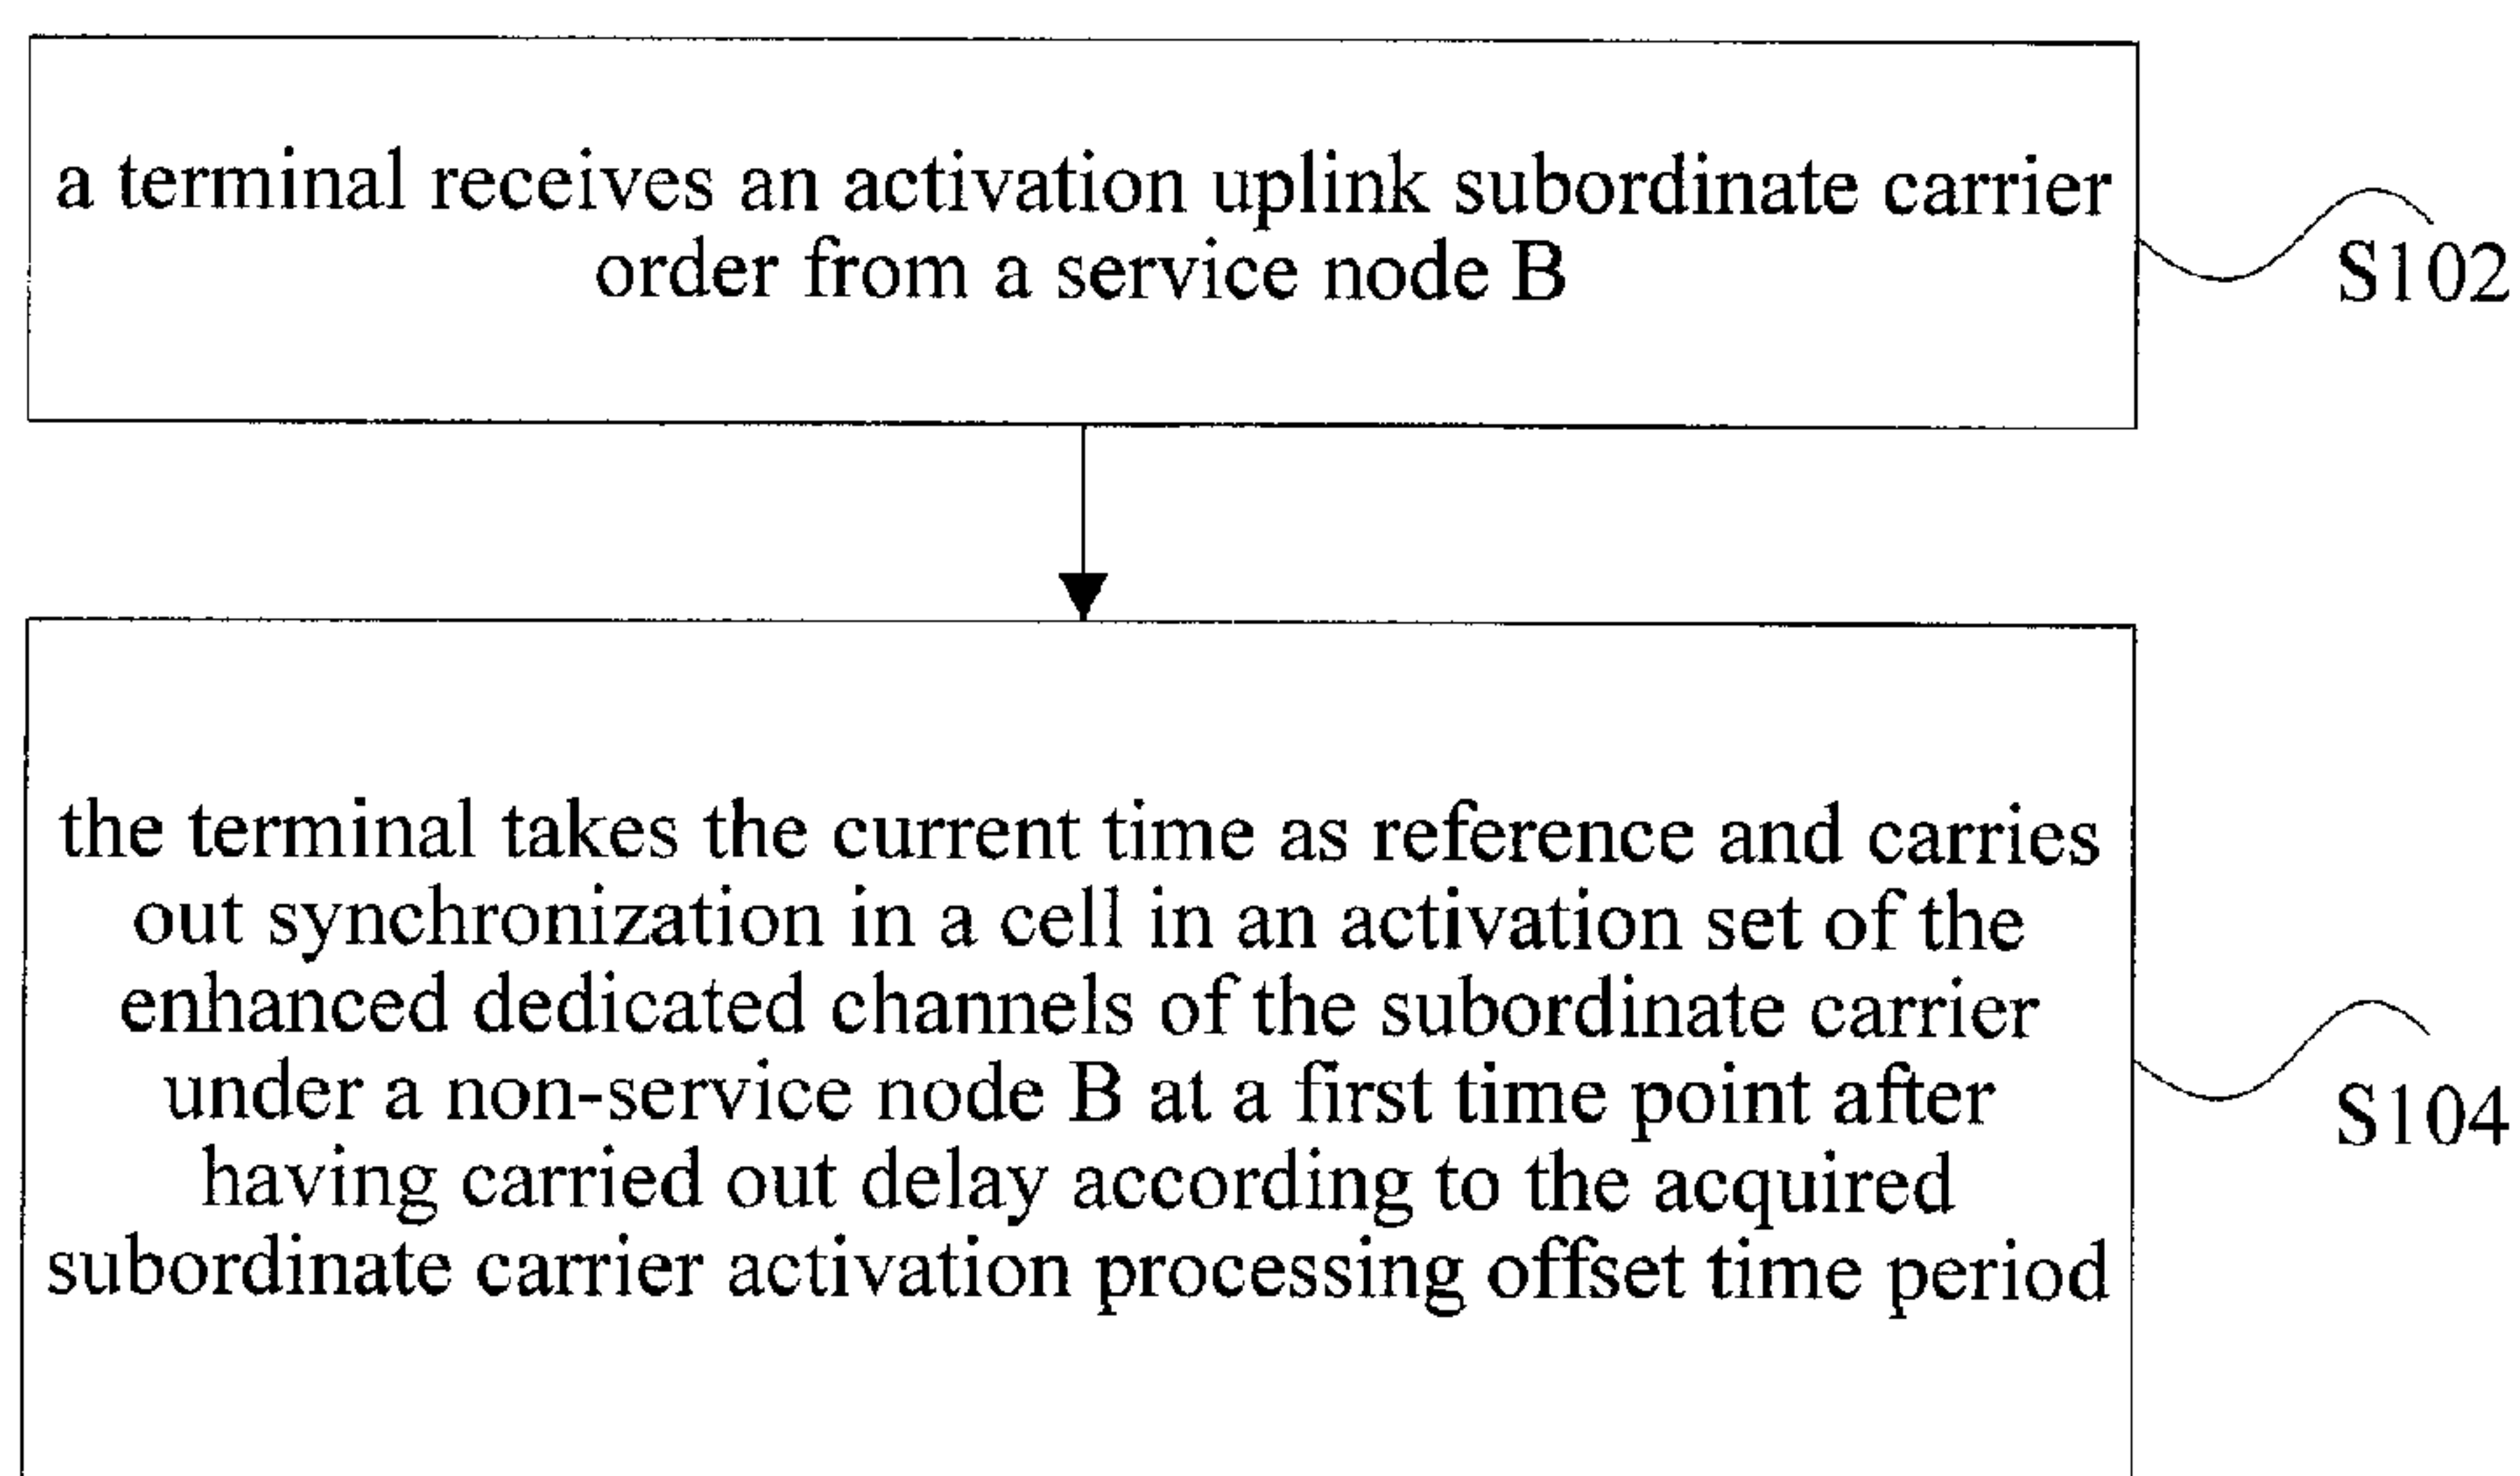 a terminal receives an activation uplink subordinate carrier
order from a service node B
S102
the terminal takes the current time as reference and carries
out synchronization in a cell in an activation set of the
enhanced dedicated channels of the subordinate carrier
under a non-service node B at a first time point after
having carried out delay according to the acquired
subordinate carrier activation processing offset time period
S104